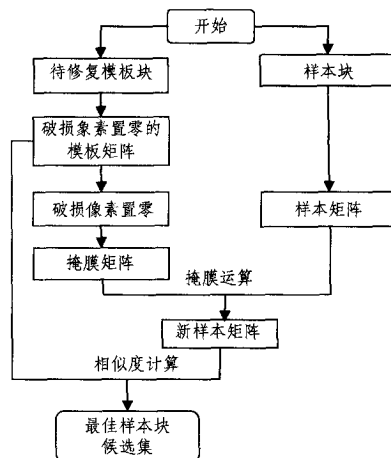 开始
待修复模板块
样本块
破损象素置零的
模板矩阵
破损像素置零
样本矩阵
掩膜矩阵
掩膜运算
新样本矩阵
相似度计算
最佳样本块
候选集